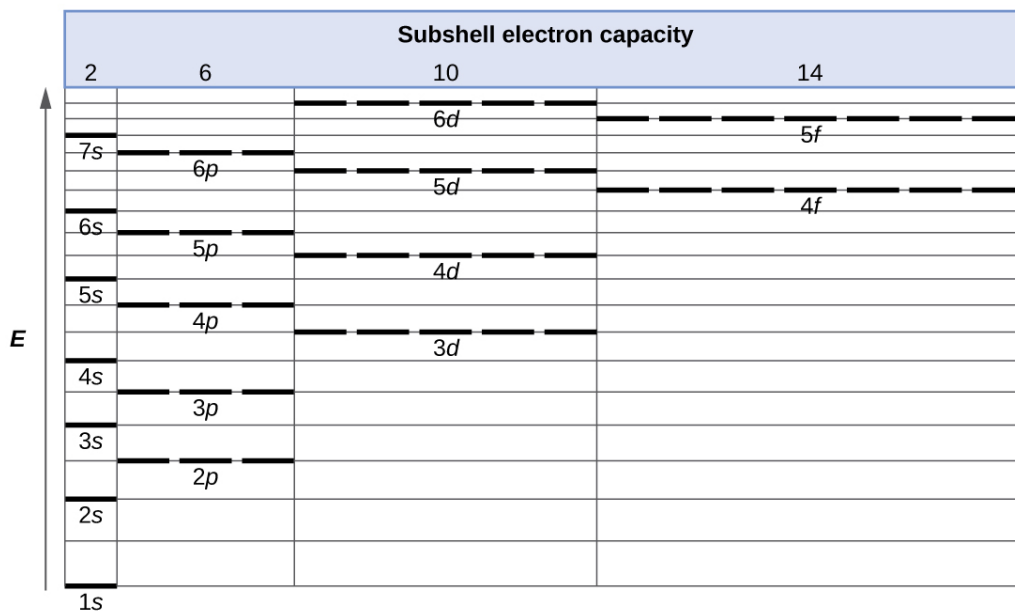 Subshell electron capacity
2 6 10 14
6d
5f
7s
6p
5d
4f
6s
5p
4d
5s
4p
E
3d
4s
3p
3s
2p
2s
1s